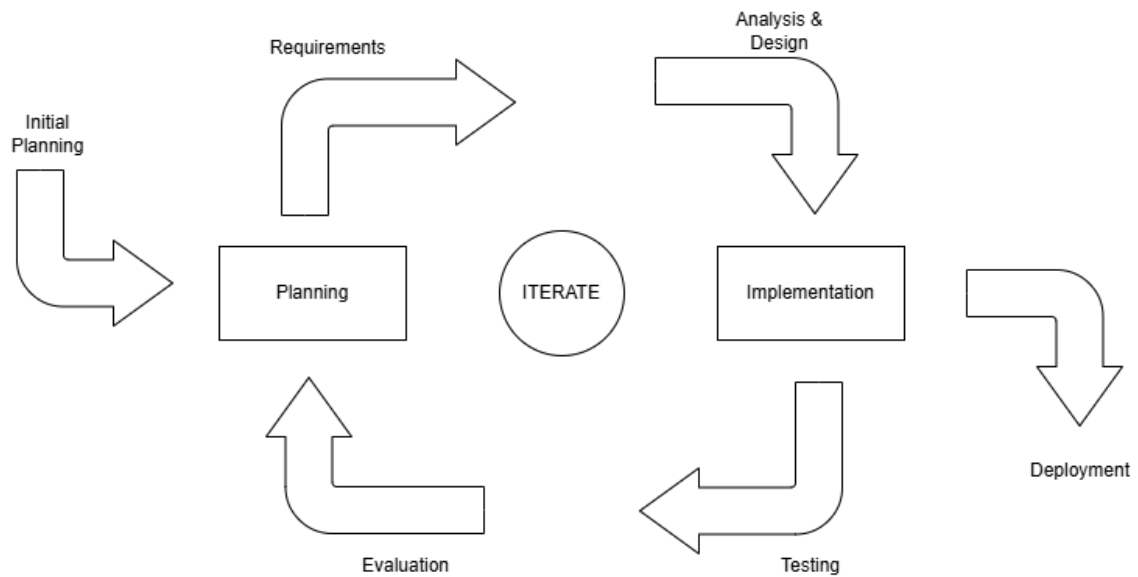 Requirements
Analysis &
Design
Initial
Planning
Planning
ITERATE
Implementation
Deployment
Evaluation
Testing